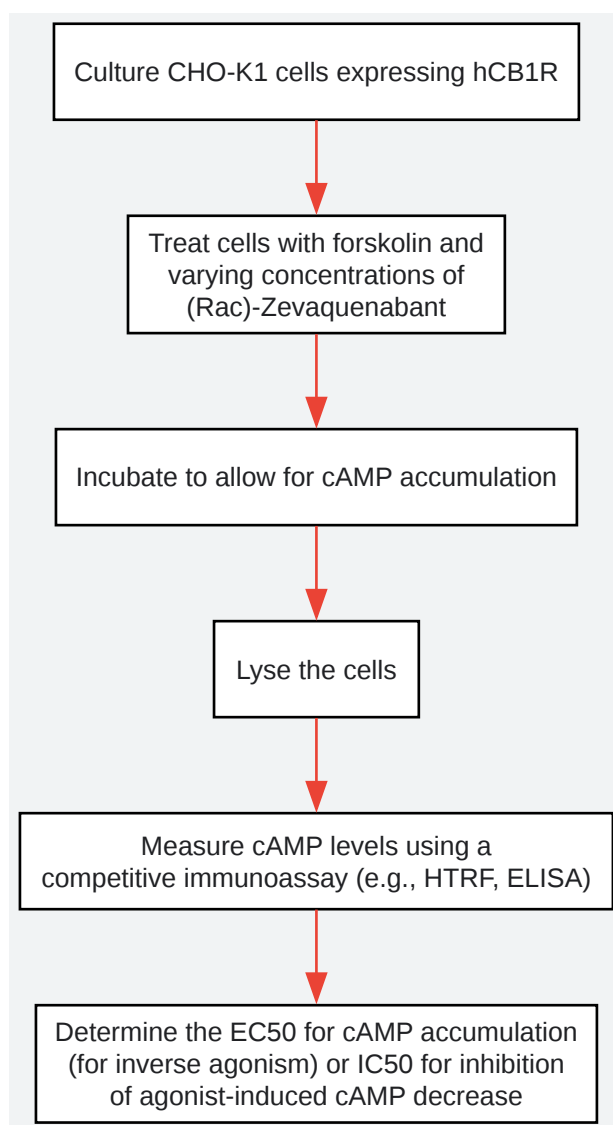 Culture CHO-K1 cells expressing hCB1R
Treat cells with forskolin and
varying concentrations of
(Rac)-Zevaquenabant
Incubate to allow for cAMP accumulation
Lyse the cells
Measure cAMP levels using a
competitive immunoassay (e.g., HTRF, ELISA)
Determine the EC50 for cAMP accumulation
(for inverse agonism) or IC50 for inhibition
of agonist-induced cAMP decrease